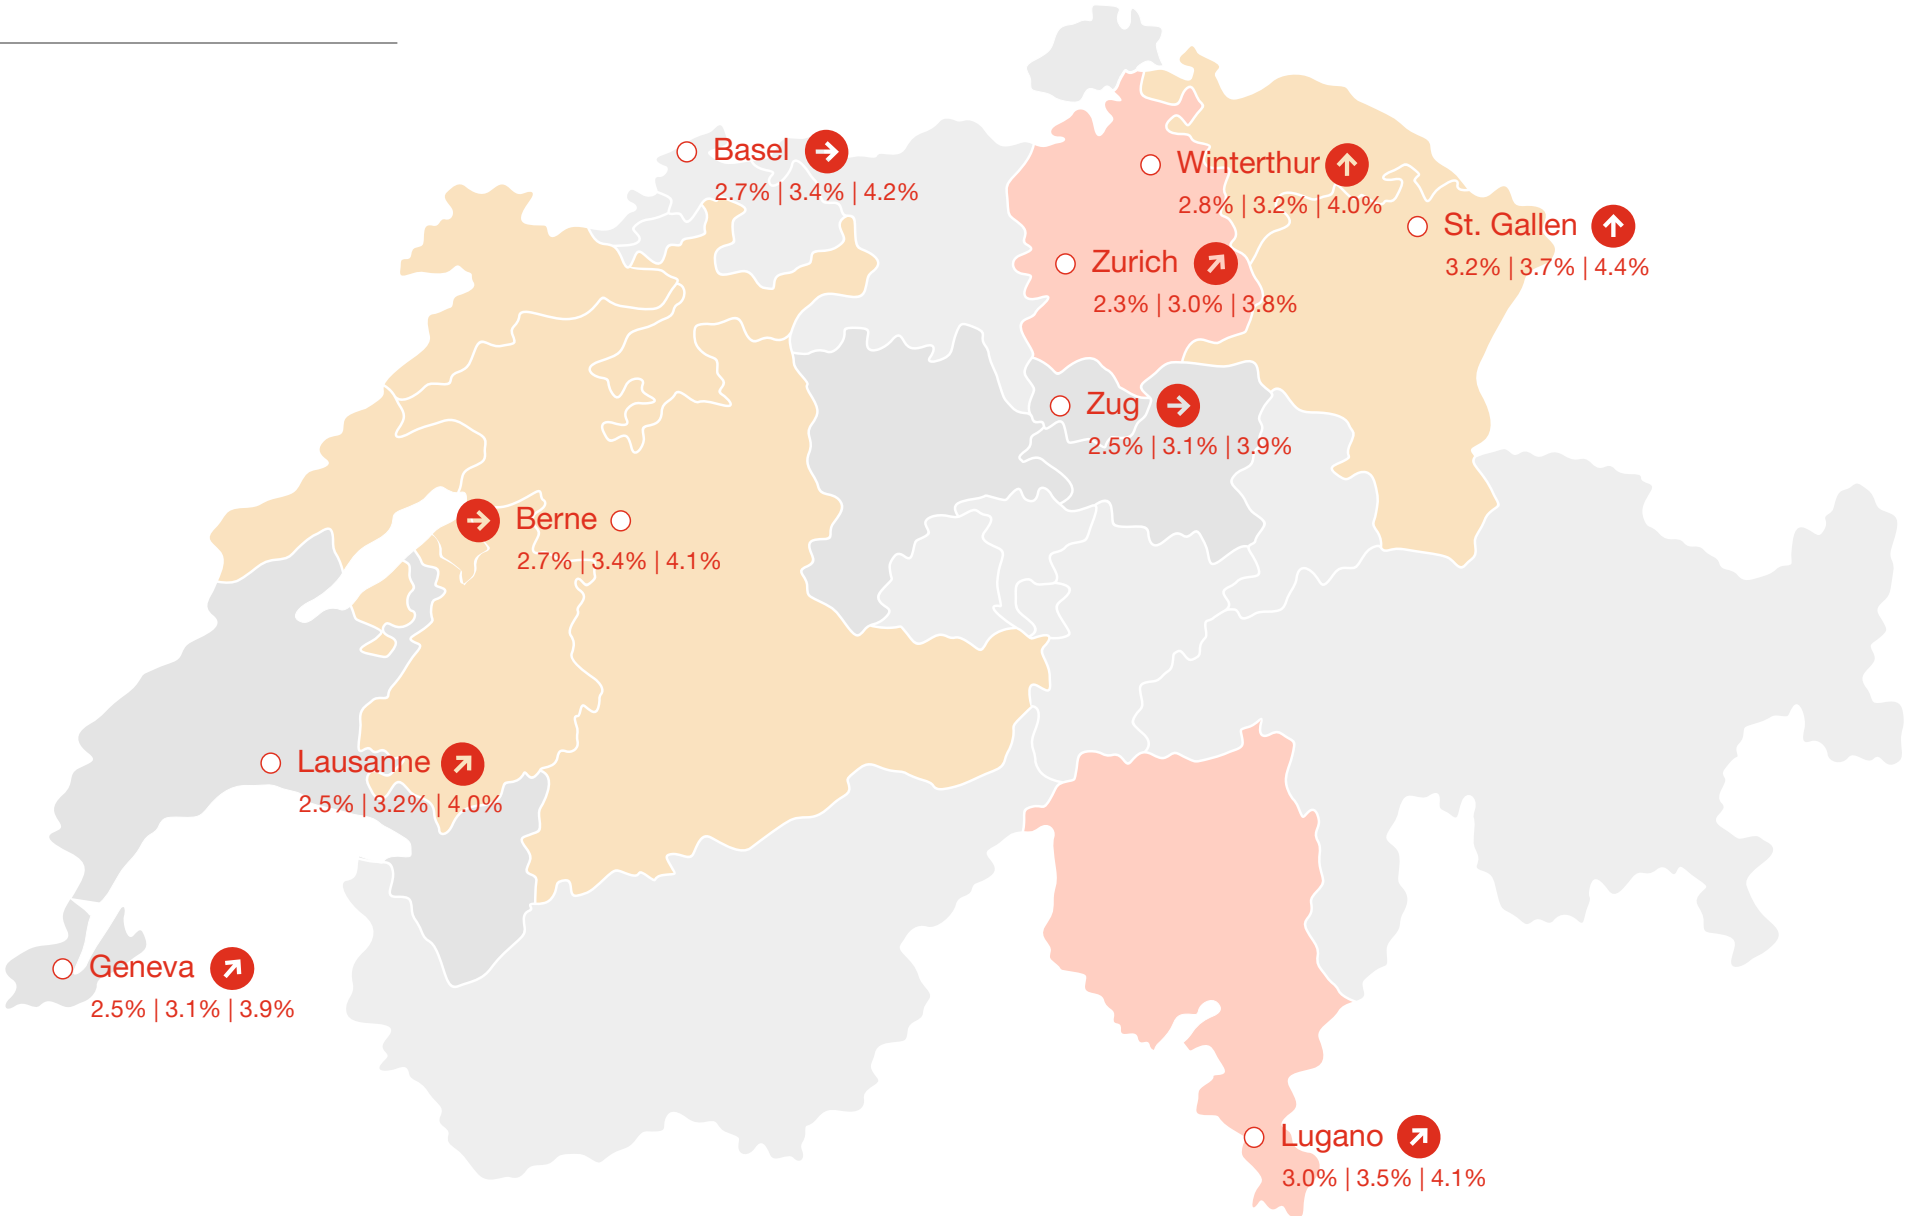 Basel
2.7% | 3.4% | 4.2%
Winterthur
2.8% | 3.2% | 4.0%
St. Gallen
3.2% | 3.7% | 4.4%
Zurich
2.3% | 3.0% | 3.8%
Zug
2.5% | 3.1% | 3.9%
Berne
2.7% | 3.4% | 4.1%
Lausanne
2.5% | 3.2% | 4.0%
Geneva
2.5% | 3.1% | 3.9%
Lugano
3.0% | 3.5% | 4.1%